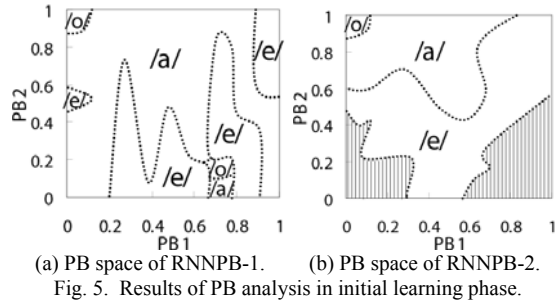 1
/o/
/a/
/e/
0.8
0.6
/e/
PB 2
0.4
/e/
0.2
/e/
/o/
/a/
0
0 0.2 0.4 0.6 0.8 1
PB 1
1
/o/
/a/
0.8
0.6
PB 2
0.4
/e/
0.2
0
0 0.2 0.4 0.6 0.8 1
PB 1
(a) PB space of RNNPB-1. (b) PB space of RNNPB-2.
Fig. 5. Results of PB analysis in initial learning phase.